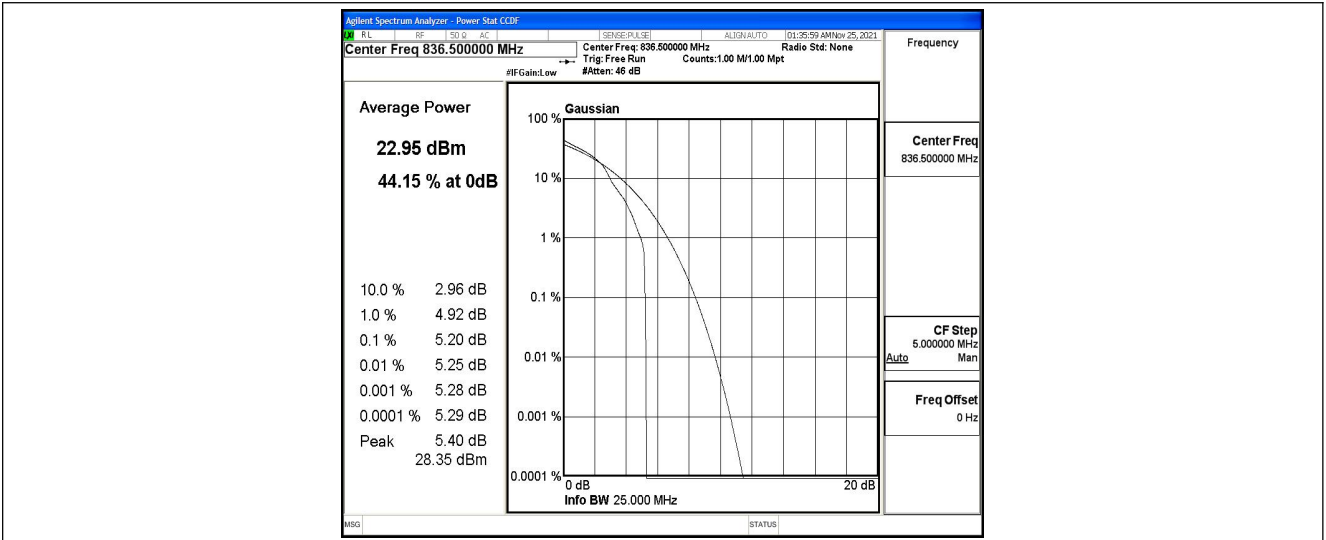 Agilent Spectrum Analyzer - Power Stat CCDF
LXI RL RF 50 Ω AC SENSE:PULSE ALIGN AUTO 01:35:59 AM Nov 25, 2021
Center Freq 836.500000 MHz
Center Freq: 836.500000 MHz Radio Std: None
Trig: Free Run Counts:1.00 M/1.00 Mpt
#IFGain:Low #Atten: 46 dB
Frequency
Average Power
22.95 dBm
44.15 % at 0dB
10.0 % 2.96 dB
1.0 % 4.92 dB
0.1 % 5.20 dB
0.01 % 5.25 dB
0.001 % 5.28 dB
0.0001 % 5.29 dB
Peak 5.40 dB
28.35 dBm
Gaussian
100 %
10 %
1 %
0.1 %
0.01 %
0.001 %
0.0001 %
0 dB 20 dB
Info BW 25.000 MHz
Center Freq
836.500000 MHz
CF Step
5.000000 MHz
Auto Man
Freq Offset
0 Hz
MSG STATUS